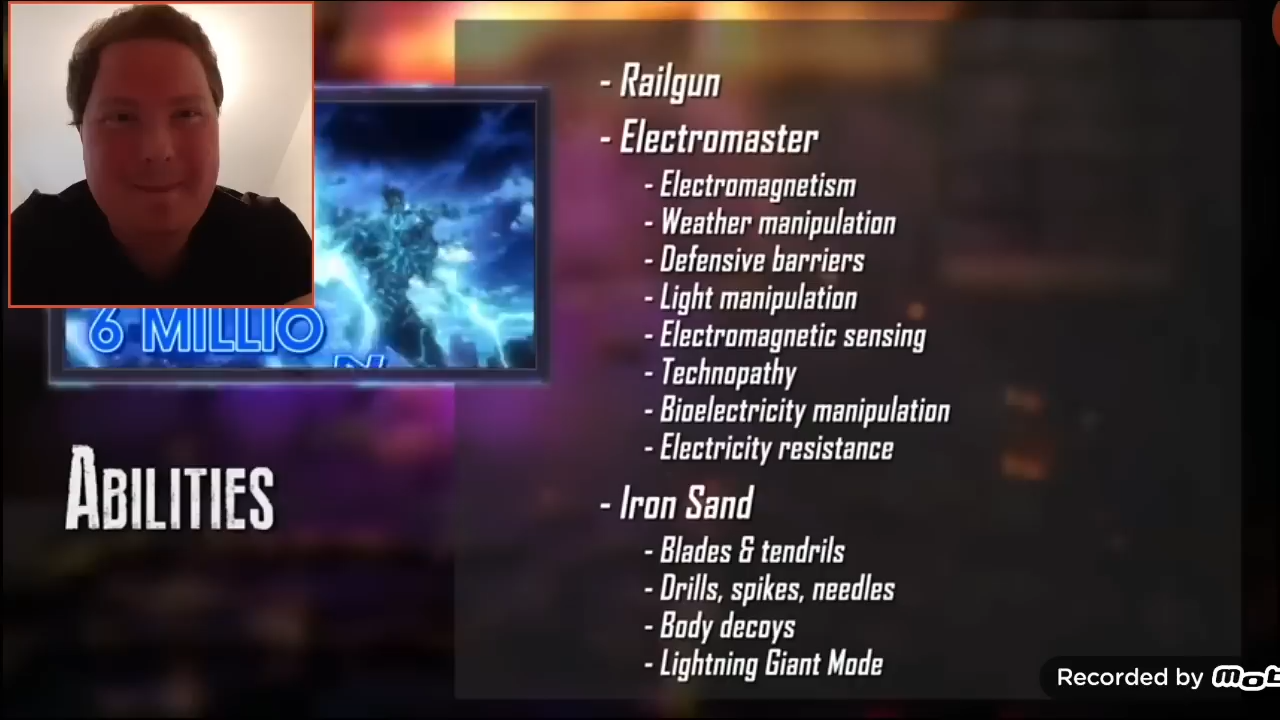 - Railgun
- Electromaster
- Electromagnetism
- Weather manipulation
- Defensive barriers
- Light manipulation
- Electromagnetic sensing
- Technopathy
- Bioelectricity manipulation
- Electricity resistance
- Iron Sand
- Blades & tendrils
- Drills, spikes, needles
- Body decoys
- Lightning Giant Mode
6 MILLIO
N
ABILITIES
Recorded by